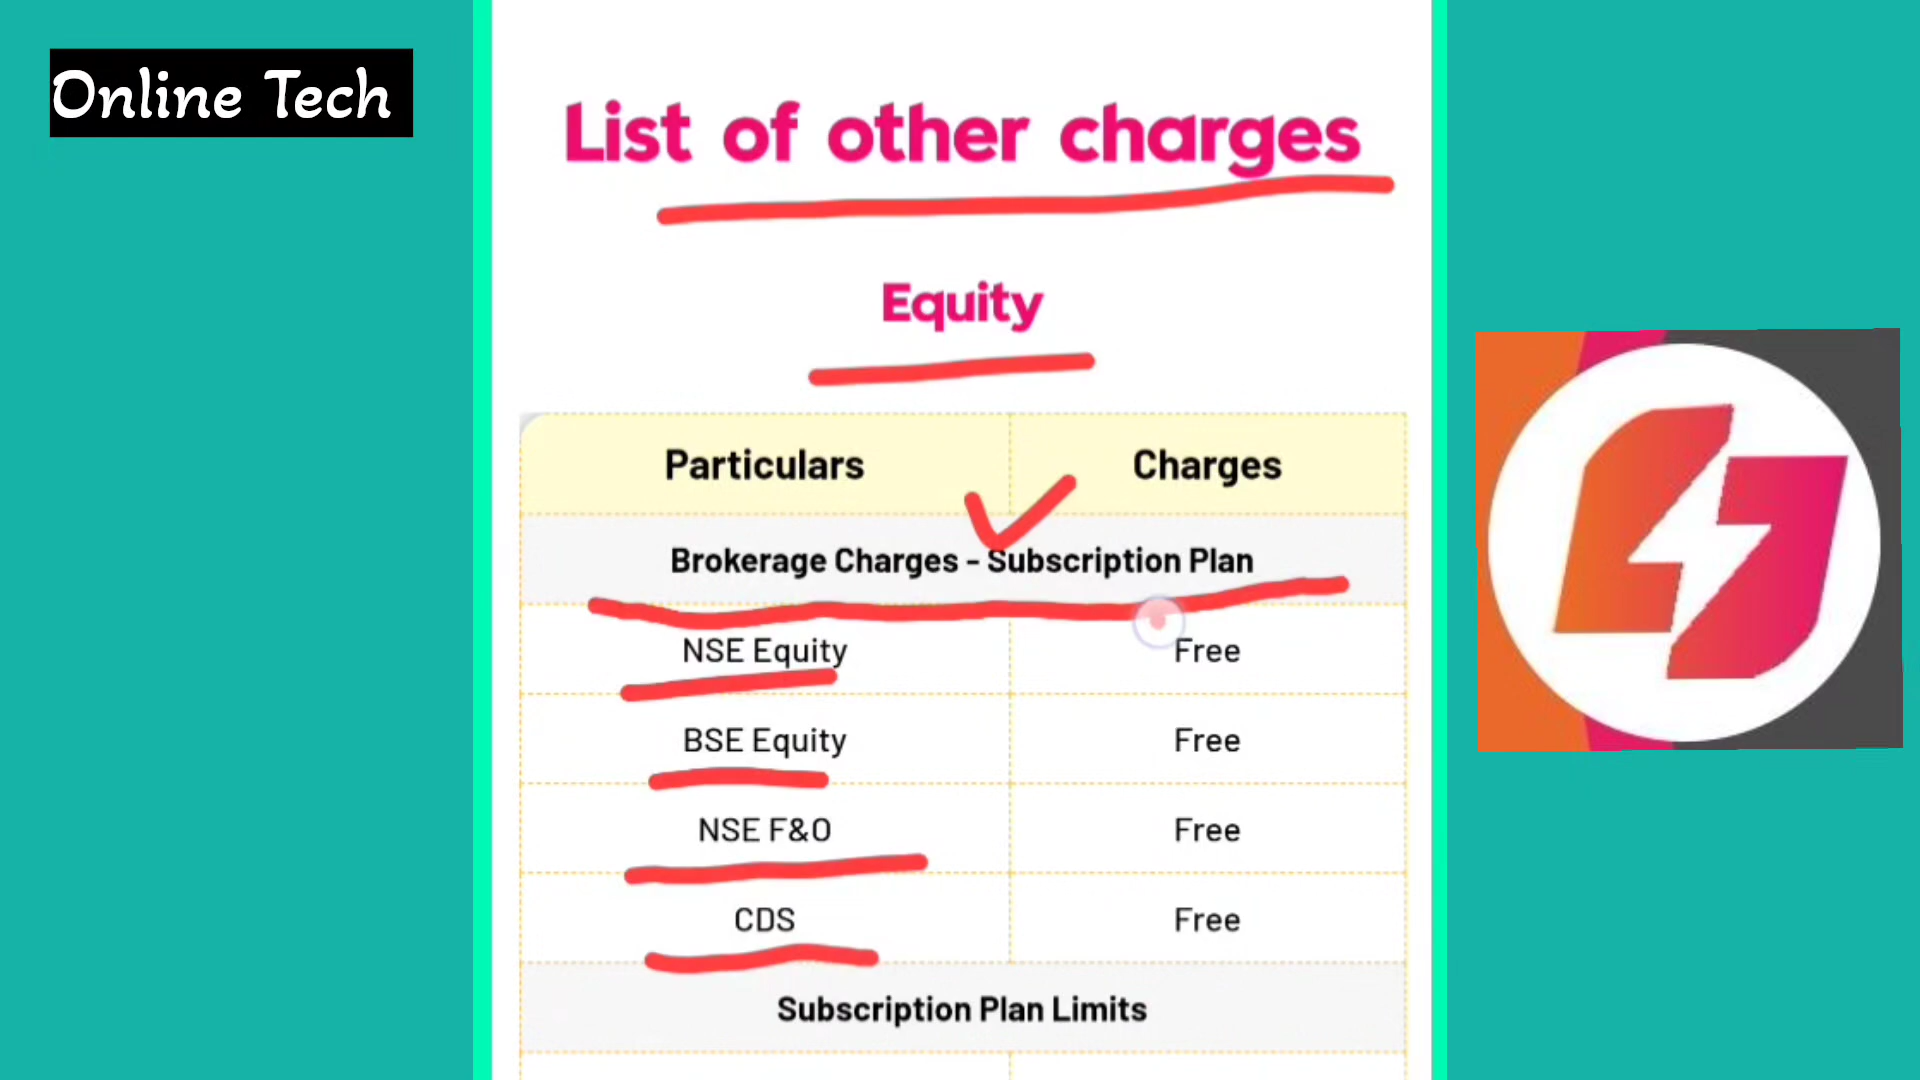 Online Tech
List of other charges
Equity
Particulars Charges
Brokerage Charges - Subscription Plan
NSE Equity Free
BSE Equity Free
NSE F&O Free
CDS Free
Subscription Plan Limits